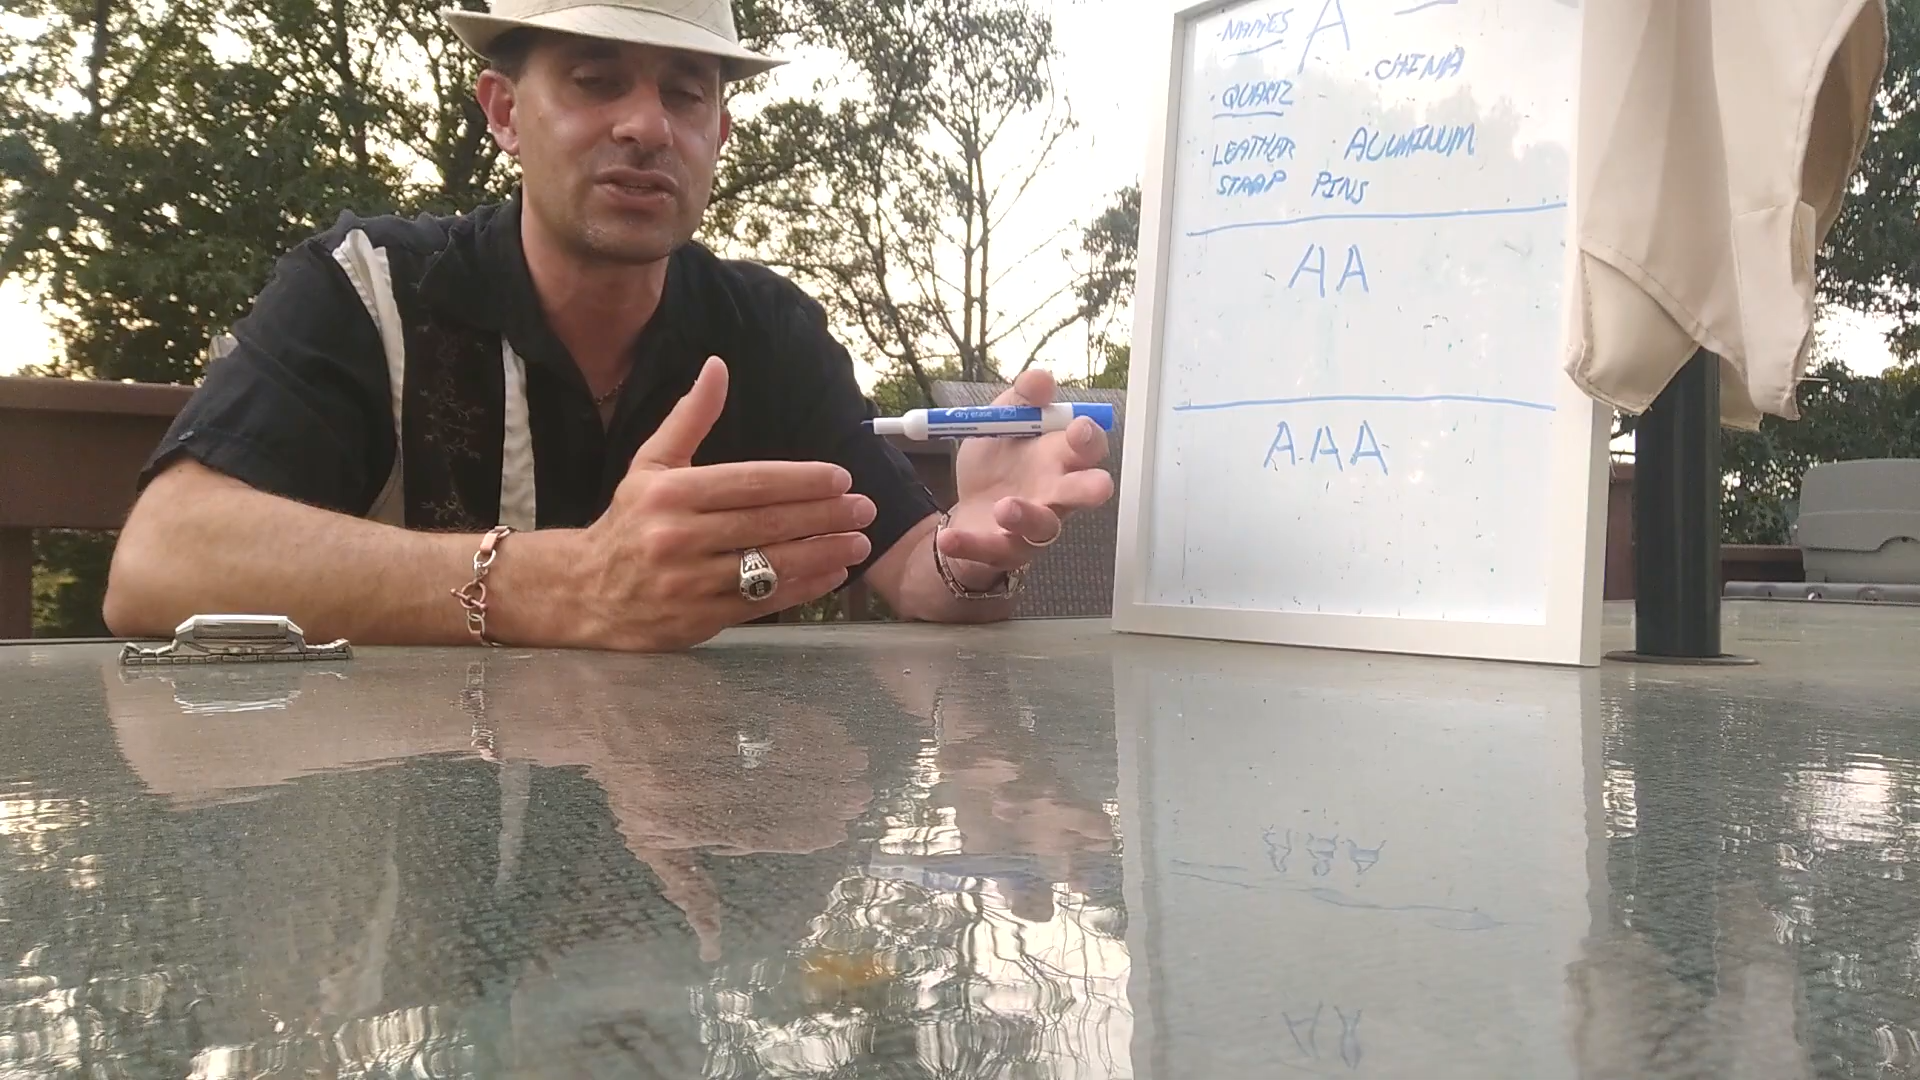 NAMES A
CHINA
QUARTZ
LEATHER ALUMINUM
STRAP PINS
AA
AAA
dry erase